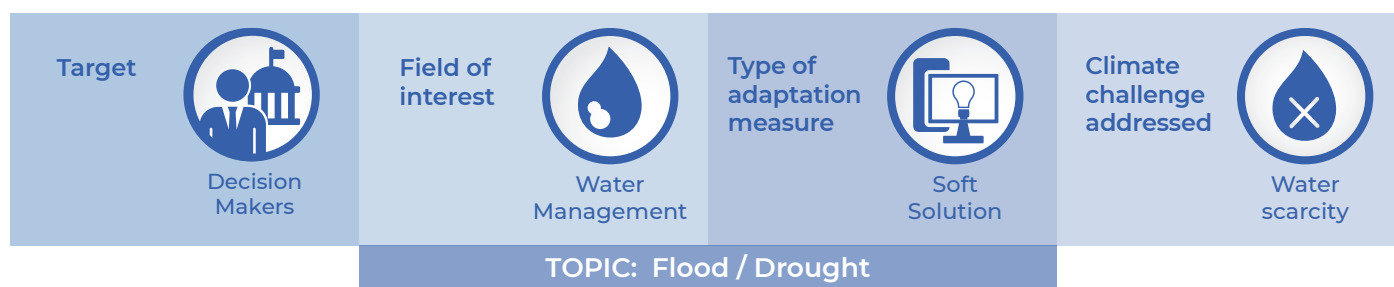 Target
Decision
Makers
Field of
interest
Water
Management
Type of
adaptation
measure
Soft
Solution
Climate
challenge
addressed
Water
scarcity
TOPIC: Flood / Drought